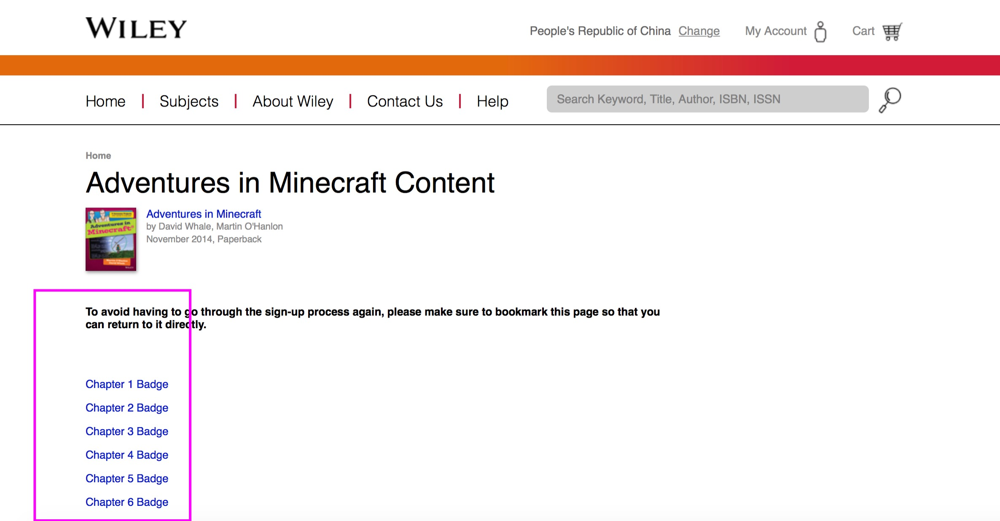 WILEY
People's Republic of China Change My Account Cart
Home Subjects About Wiley Contact Us Help Search Keyword, Title, Author, ISBN, ISSN
Home
Adventures in Minecraft Content
Adventures in
Minecraft
Adventures in Minecraft
by David Whale, Martin O'Hanlon
November 2014, Paperback
To avoid having to go through the sign-up process again, please make sure to bookmark this page so that you
can return to it directly.
Chapter 1 Badge
Chapter 2 Badge
Chapter 3 Badge
Chapter 4 Badge
Chapter 5 Badge
Chapter 6 Badge